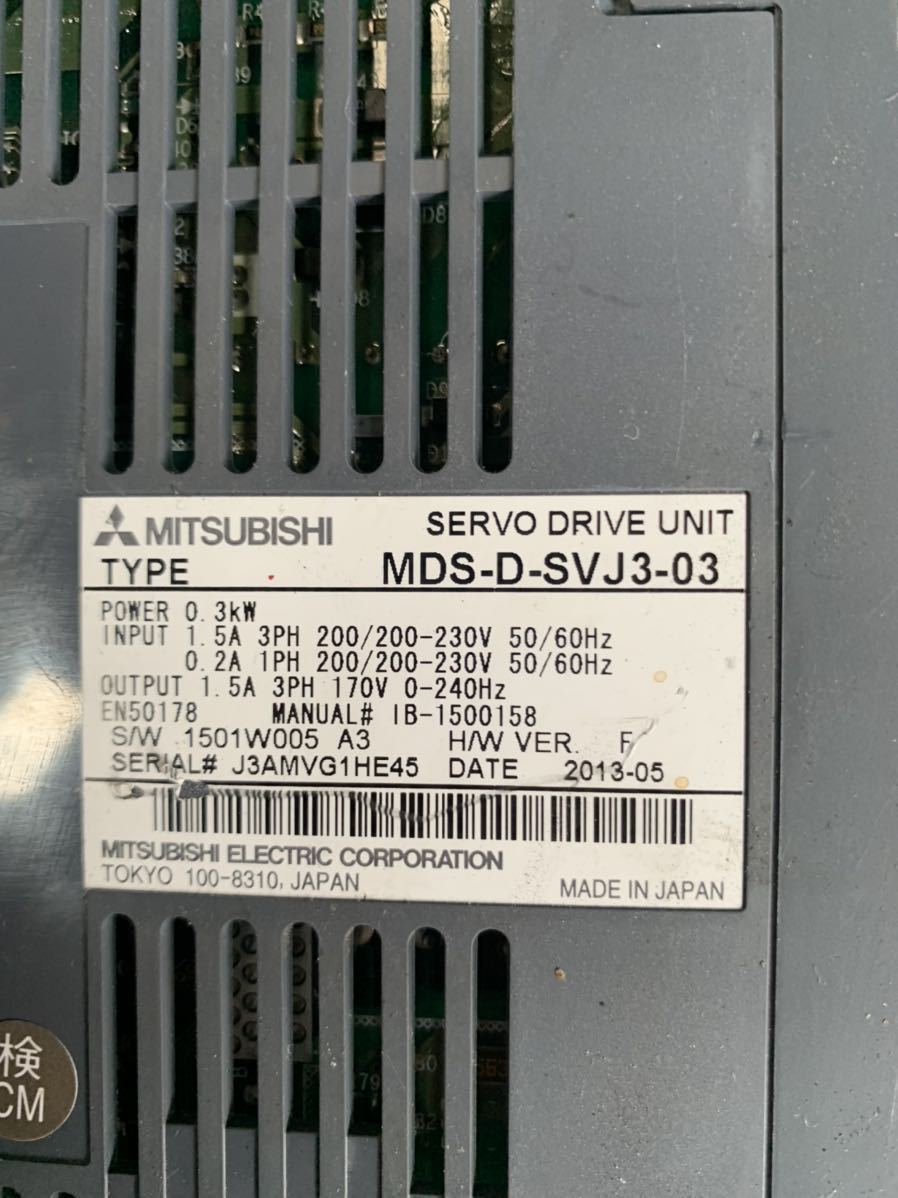 MITSUBISHI SERVO DRIVE UNIT
TYPE MDS-D-SVJ3-03
POWER 0.3kW
INPUT 1.5A 3PH 200/200-230V 50/60Hz
0.2A 1PH 200/200-230V 50/60Hz
OUTPUT 1.5A 3PH 170V 0-240Hz
EN50178 MANUAL# IB-1500158
S/W 1501W005 A3 H/W VER. F
SERIAL# J3AMVG1HE45 DATE 2013-05
MITSUBISHI ELECTRIC CORPORATION
TOKYO 100-8310, JAPAN MADE IN JAPAN
検
CM